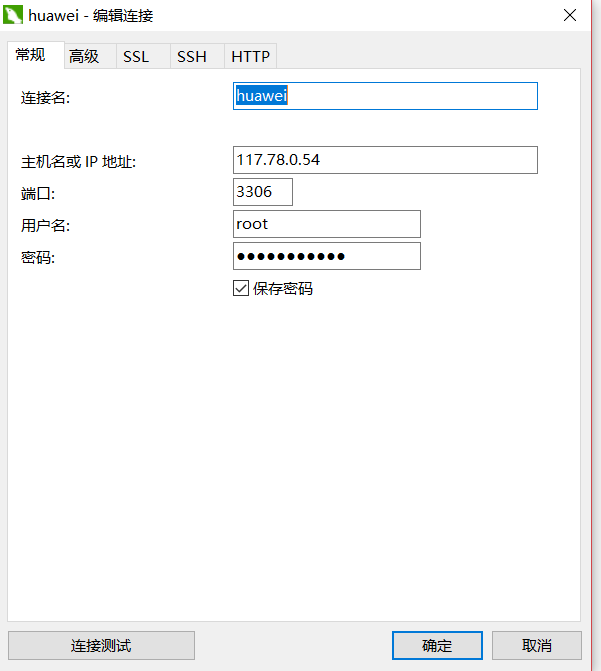 huawei - 编辑连接
常规 高级 SSL SSH HTTP
连接名: huawei
主机名或 IP 地址: 117.78.0.54
端口: 3306
用户名: root
密码: ●●●●●●●●●●●
保存密码
连接测试 确定 取消